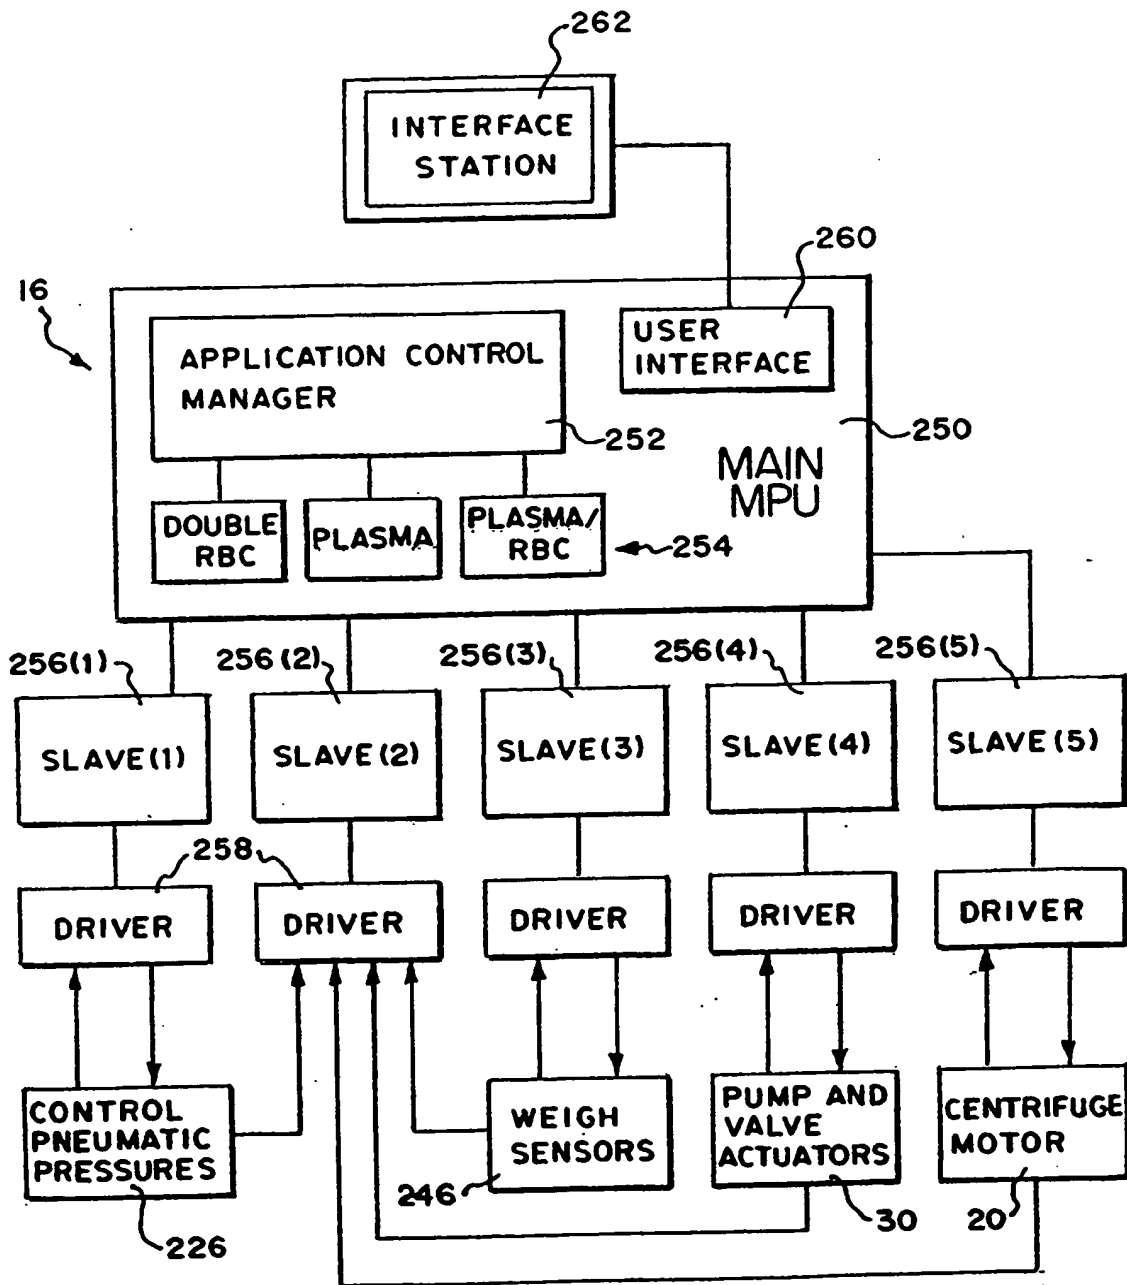 262
INTERFACE
STATION
260
16
USER
INTERFACE
APPLICATION CONTROL
MANAGER
252
250
MAIN
MPU
DOUBLE
RBC
PLASMA
PLASMA/
RBC
254
256(1)
256(2)
256(3)
256(4)
256(5)
SLAVE(1)
SLAVE(2)
SLAVE(3)
SLAVE(4)
SLAVE(5)
258
DRIVER
DRIVER
DRIVER
DRIVER
DRIVER
CONTROL
PNEUMATIC
PRESSURES
WEIGH
SENSORS
PUMP AND
VALVE
ACTUATORS
CENTRIFUGE
MOTOR
226
246
30
20